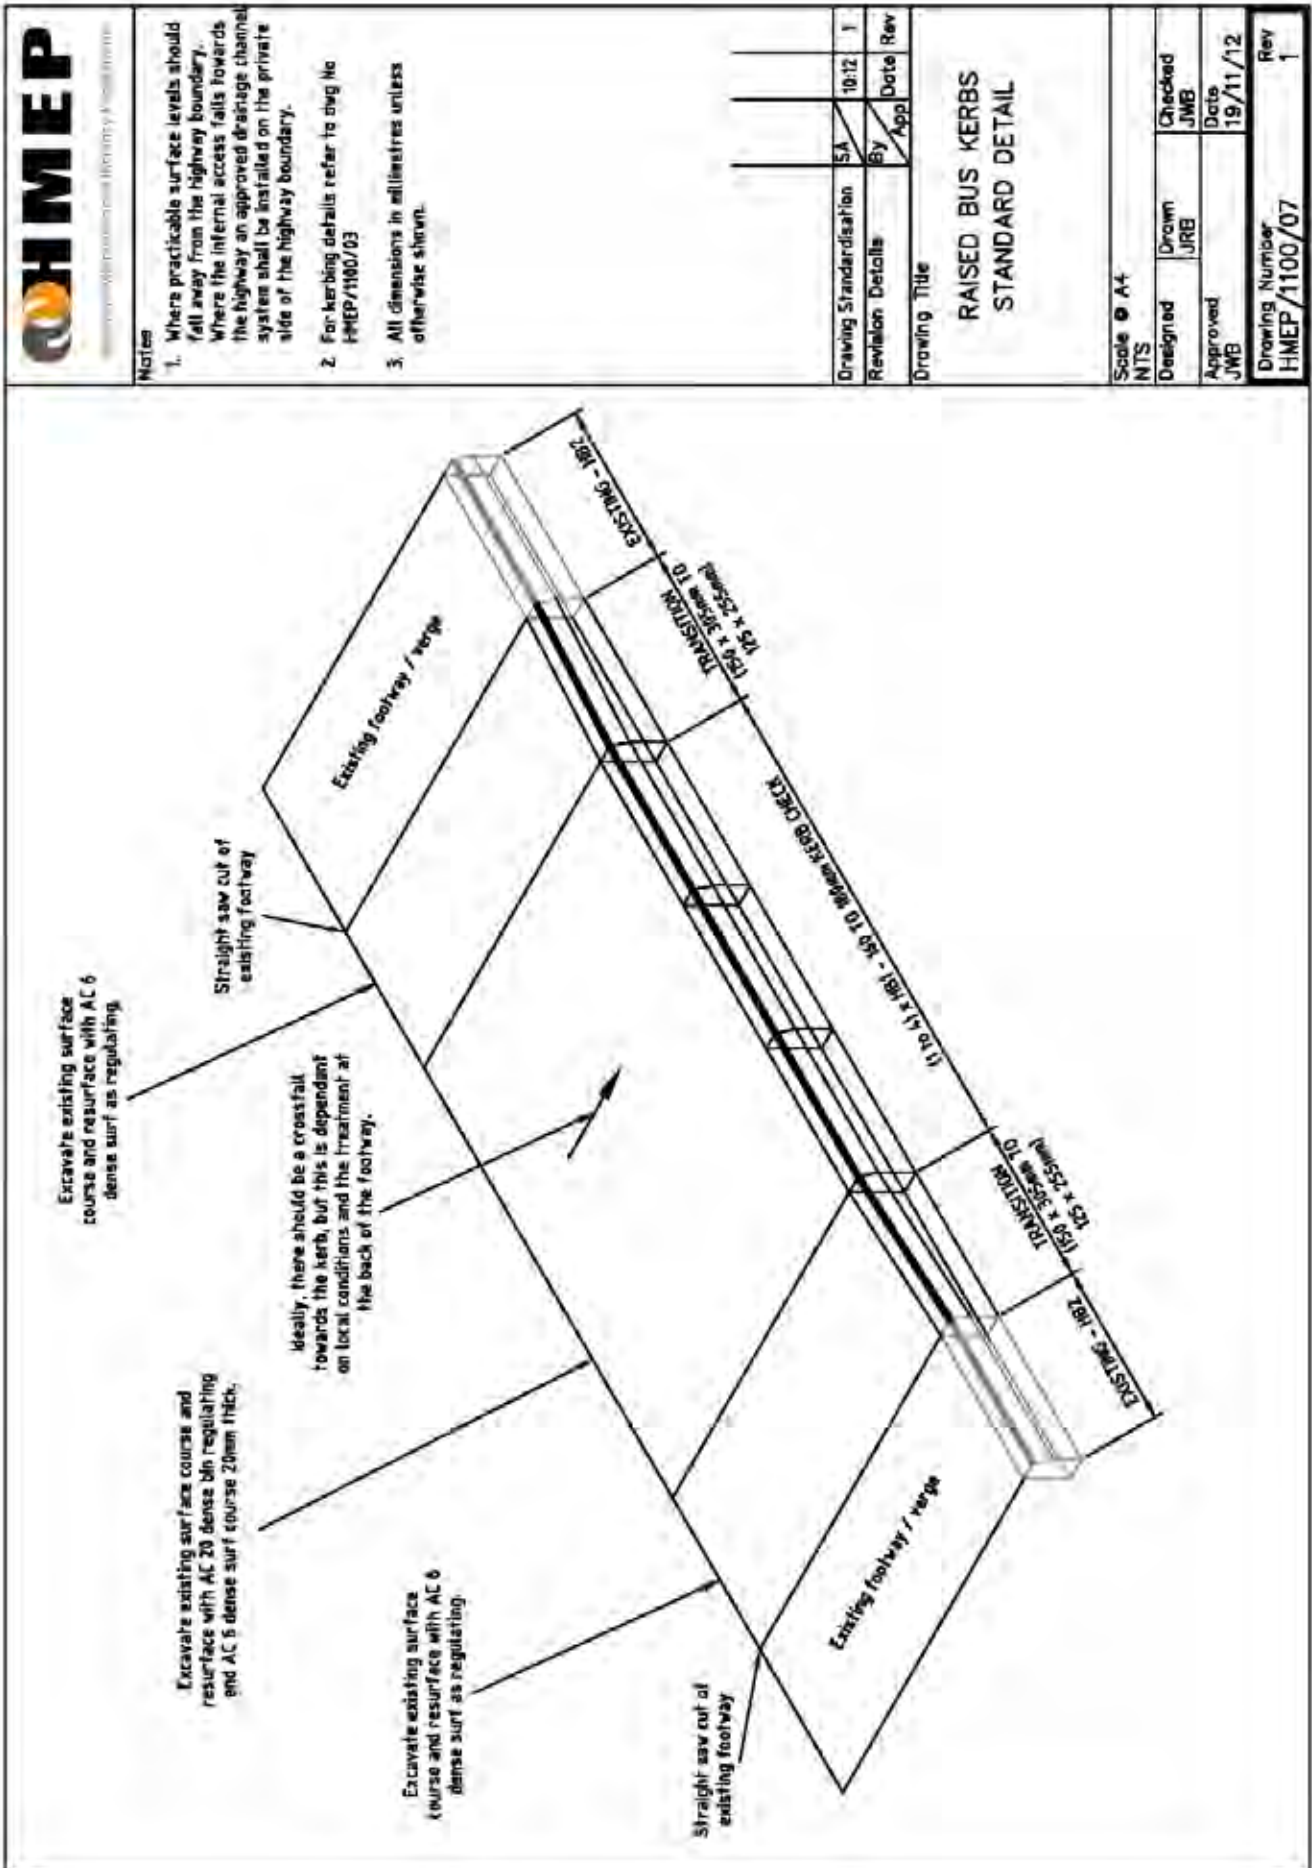 HMEP
Notes
1. Where practicable surface levels should
fall away from the highway boundary.
Where the internal access falls towards
the highway an approved drainage channel
system shall be installed on the private
side of the highway boundary.
2. For kerbing details refer to dwg No
HMEP/1100/03
3. All dimensions in millimetres unless
otherwise shown.
Drawing Standardisation SA 10:12 1
Revision Details By App Date Rev
Drawing Title
RAISED BUS KERBS
STANDARD DETAIL
Scale @ A4
NTS
Designed Drawn Checked
JRB JWB
Approved Date
JWB 19/11/12
Drawing Number Rev
HMEP/1100/07 1
Excavate existing surface
course and resurface with AC 6
dense surf as regulating.
Straight saw cut of
existing footway
Existing footway / verge
Ideally, there should be a crossfall
towards the kerb, but this is dependant
on local conditions and the treatment at
the back of the footway.
Excavate existing surface course and
resurface with AC 20 dense bin regulating
and AC 6 dense surf course 20mm thick.
Excavate existing surface
course and resurface with AC 6
dense surf as regulating.
Straight saw cut of
existing footway
Existing footway / verge
EXISTING - HB2
TRANSITION
(150 x 305mm TO
125 x 255mm)
(1 to 4) x HB1 - 160 TO 180mm KERB CHECK
TRANSITION
(150 x 305mm TO
125 x 255mm)
EXISTING - HB2